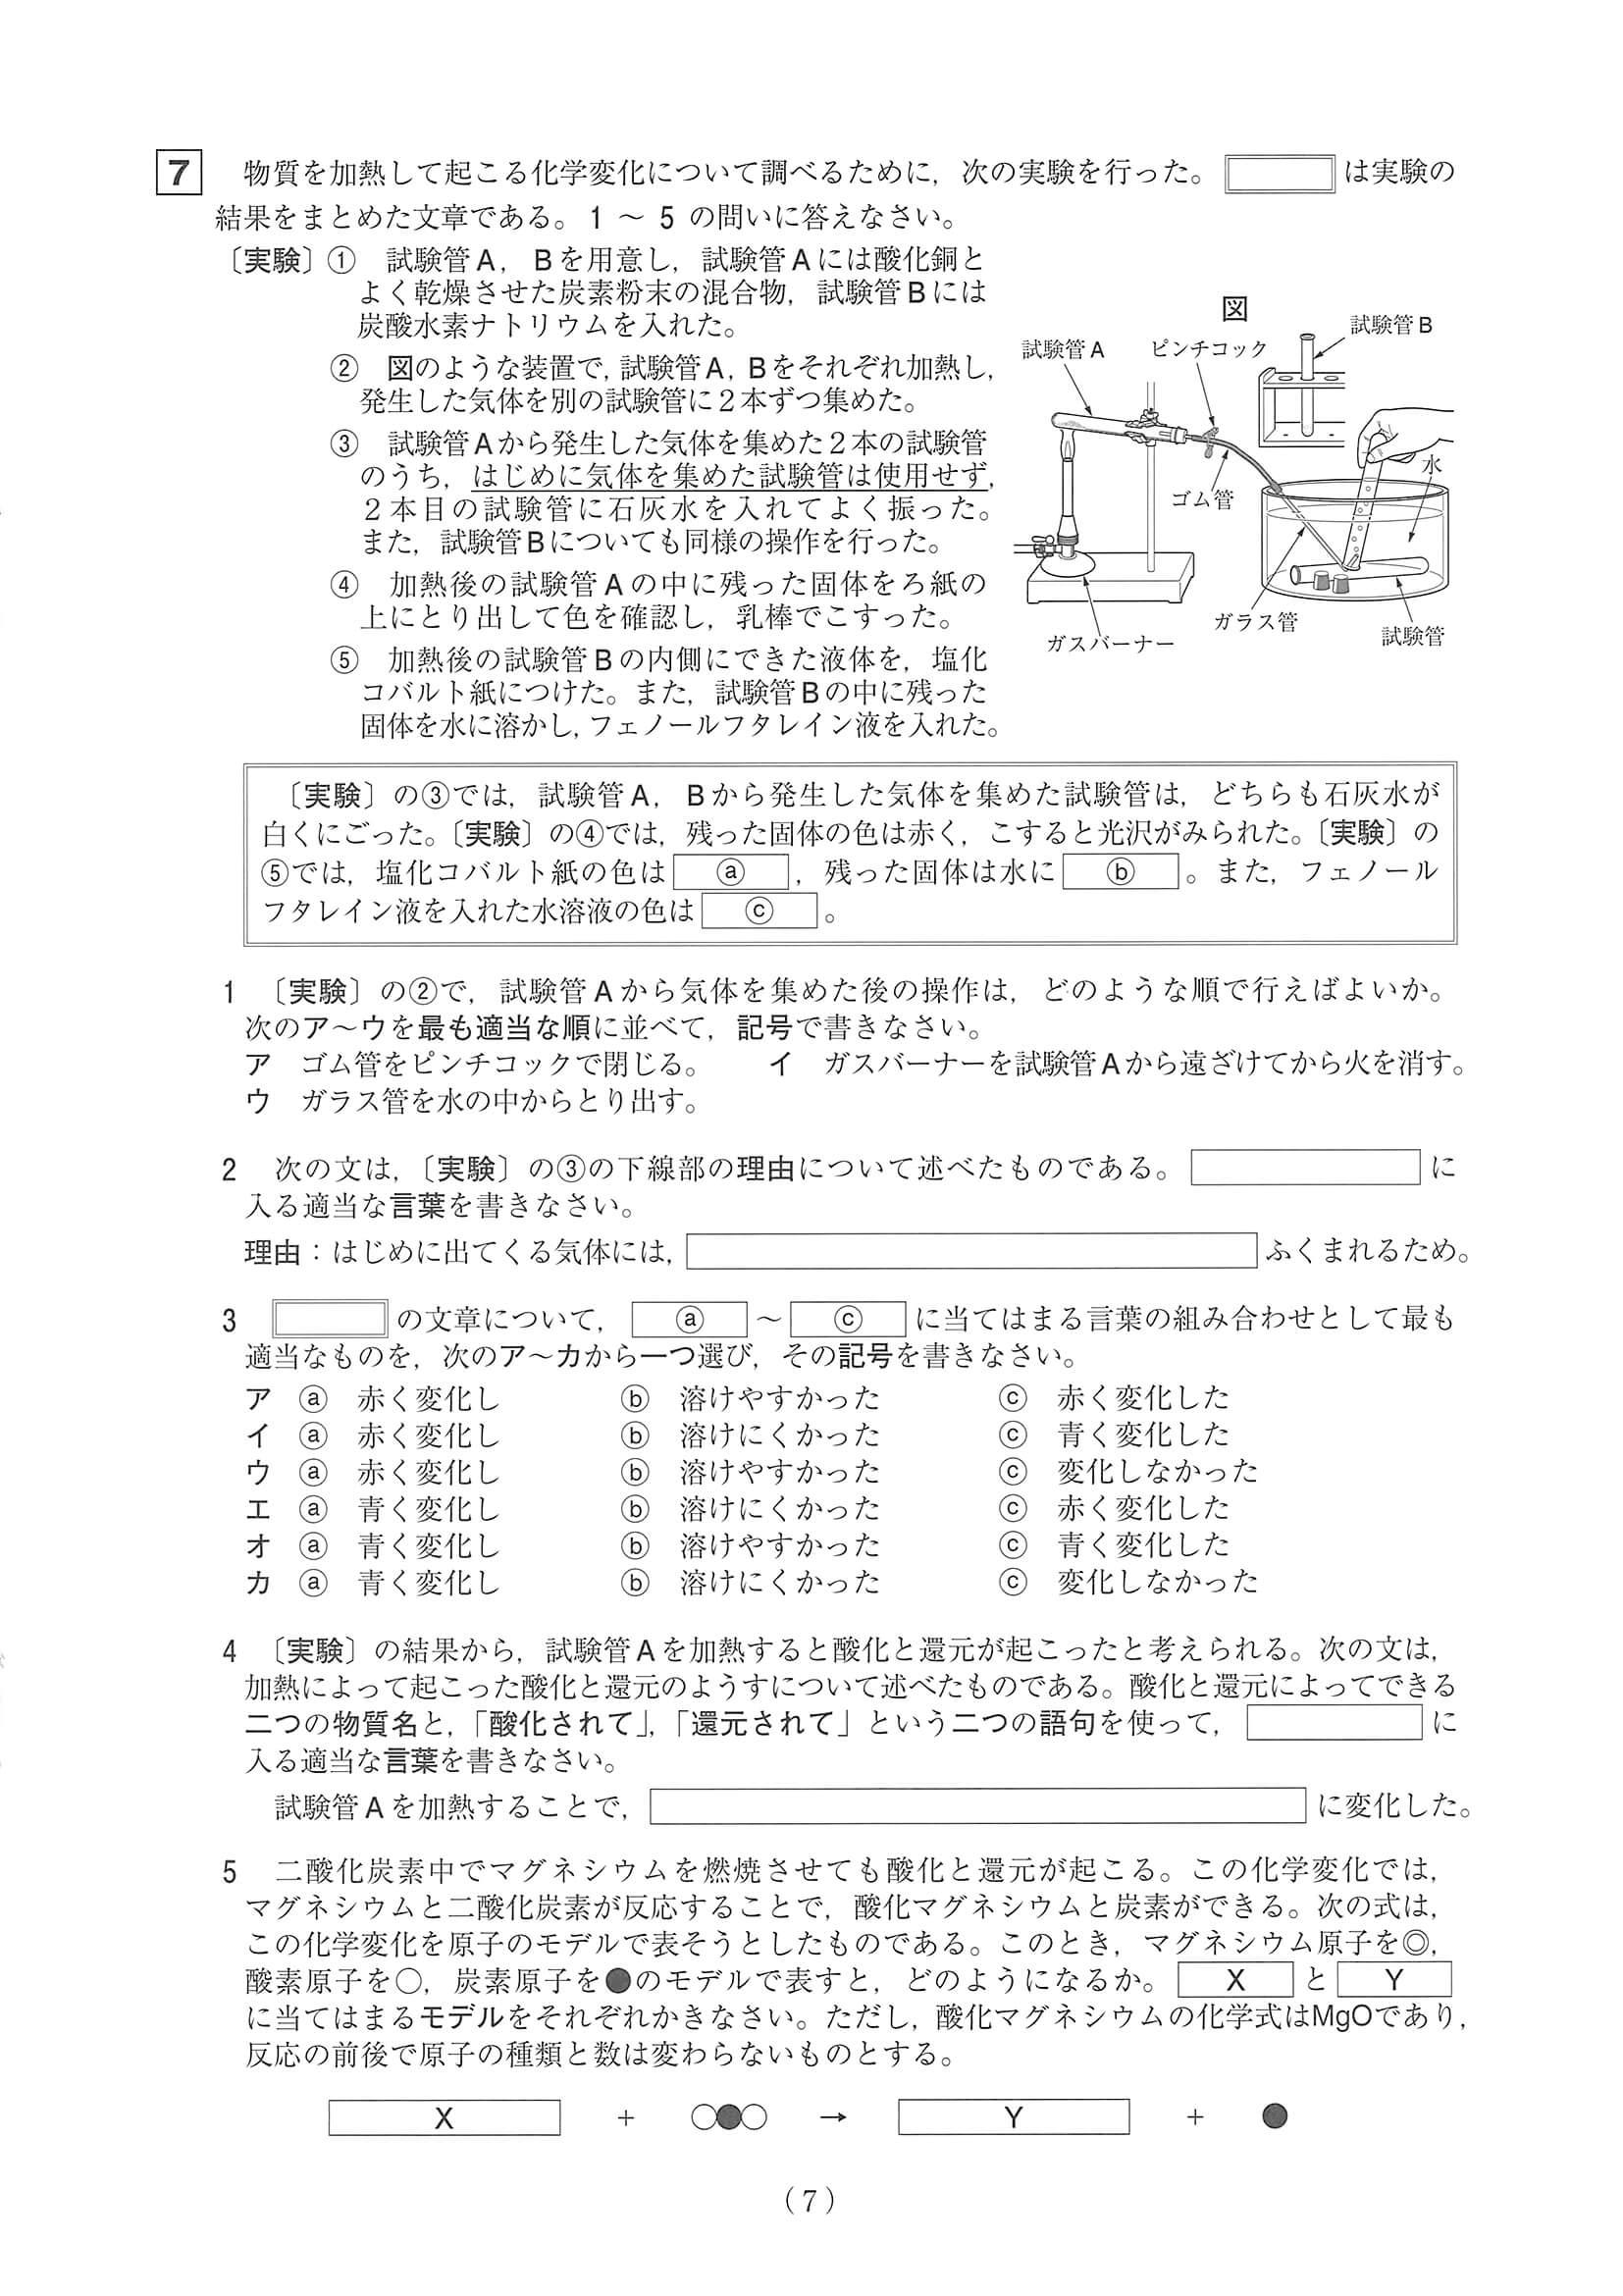 7　物質を加熱して起こる化学変化について調べるために，次の実験を行った。　　は実験の
結果をまとめた文章である。1 ～ 5 の問いに答えなさい。
〔実験〕①　試験管A，Bを用意し，試験管Aには酸化銅と
よく乾燥させた炭素粉末の混合物，試験管Bには
炭酸水素ナトリウムを入れた。
②　図のような装置で，試験管A，Bをそれぞれ加熱し，
発生した気体を別の試験管に２本ずつ集めた。
③　試験管Aから発生した気体を集めた２本の試験管
のうち，はじめに気体を集めた試験管は使用せず，
２本目の試験管に石灰水を入れてよく振った。
また，試験管Bについても同様の操作を行った。
④　加熱後の試験管Aの中に残った固体をろ紙の
上にとり出して色を確認し，乳棒でこすった。
⑤　加熱後の試験管Bの内側にできた液体を，塩化
コバルト紙につけた。また，試験管Bの中に残った
固体を水に溶かし，フェノールフタレイン液を入れた。
図
試験管A
ピンチコック
試験管B
水
ゴム管
ガラス管
試験管
ガスバーナー
〔実験〕の③では，試験管A，Bから発生した気体を集めた試験管は，どちらも石灰水が
白くにごった。〔実験〕の④では，残った固体の色は赤く，こすると光沢がみられた。〔実験〕の
⑤では，塩化コバルト紙の色は ⓐ ，残った固体は水に ⓑ 。また，フェノール
フタレイン液を入れた水溶液の色は ⓒ 。
1　〔実験〕の②で，試験管Aから気体を集めた後の操作は，どのような順で行えばよいか。
次のア～ウを最も適当な順に並べて，記号で書きなさい。
ア　ゴム管をピンチコックで閉じる。　　イ　ガスバーナーを試験管Aから遠ざけてから火を消す。
ウ　ガラス管を水の中からとり出す。
2　次の文は，〔実験〕の③の下線部の理由について述べたものである。　　に
入る適当な言葉を書きなさい。
理由：はじめに出てくる気体には，　　ふくまれるため。
3　　　の文章について， ⓐ ～ ⓒ に当てはまる言葉の組み合わせとして最も
適当なものを，次のア～カから一つ選び，その記号を書きなさい。
ア　ⓐ　赤く変化し　　ⓑ　溶けやすかった　　ⓒ　赤く変化した
イ　ⓐ　赤く変化し　　ⓑ　溶けにくかった　　ⓒ　青く変化した
ウ　ⓐ　赤く変化し　　ⓑ　溶けやすかった　　ⓒ　変化しなかった
エ　ⓐ　青く変化し　　ⓑ　溶けにくかった　　ⓒ　赤く変化した
オ　ⓐ　青く変化し　　ⓑ　溶けやすかった　　ⓒ　青く変化した
カ　ⓐ　青く変化し　　ⓑ　溶けにくかった　　ⓒ　変化しなかった
4　〔実験〕の結果から，試験管Aを加熱すると酸化と還元が起こったと考えられる。次の文は，
加熱によって起こった酸化と還元のようすについて述べたものである。酸化と還元によってできる
二つの物質名と，「酸化されて」，「還元されて」という二つの語句を使って，　　に
入る適当な言葉を書きなさい。
試験管Aを加熱することで，　　に変化した。
5　二酸化炭素中でマグネシウムを燃焼させても酸化と還元が起こる。この化学変化では，
マグネシウムと二酸化炭素が反応することで，酸化マグネシウムと炭素ができる。次の式は，
この化学変化を原子のモデルで表そうとしたものである。このとき，マグネシウム原子を◎，
酸素原子を○，炭素原子を●のモデルで表すと，どのようになるか。 X と Y
に当てはまるモデルをそれぞれかきなさい。ただし，酸化マグネシウムの化学式はMgOであり，
反応の前後で原子の種類と数は変わらないものとする。
X ＋ ○●○ → Y ＋ ●
（7）